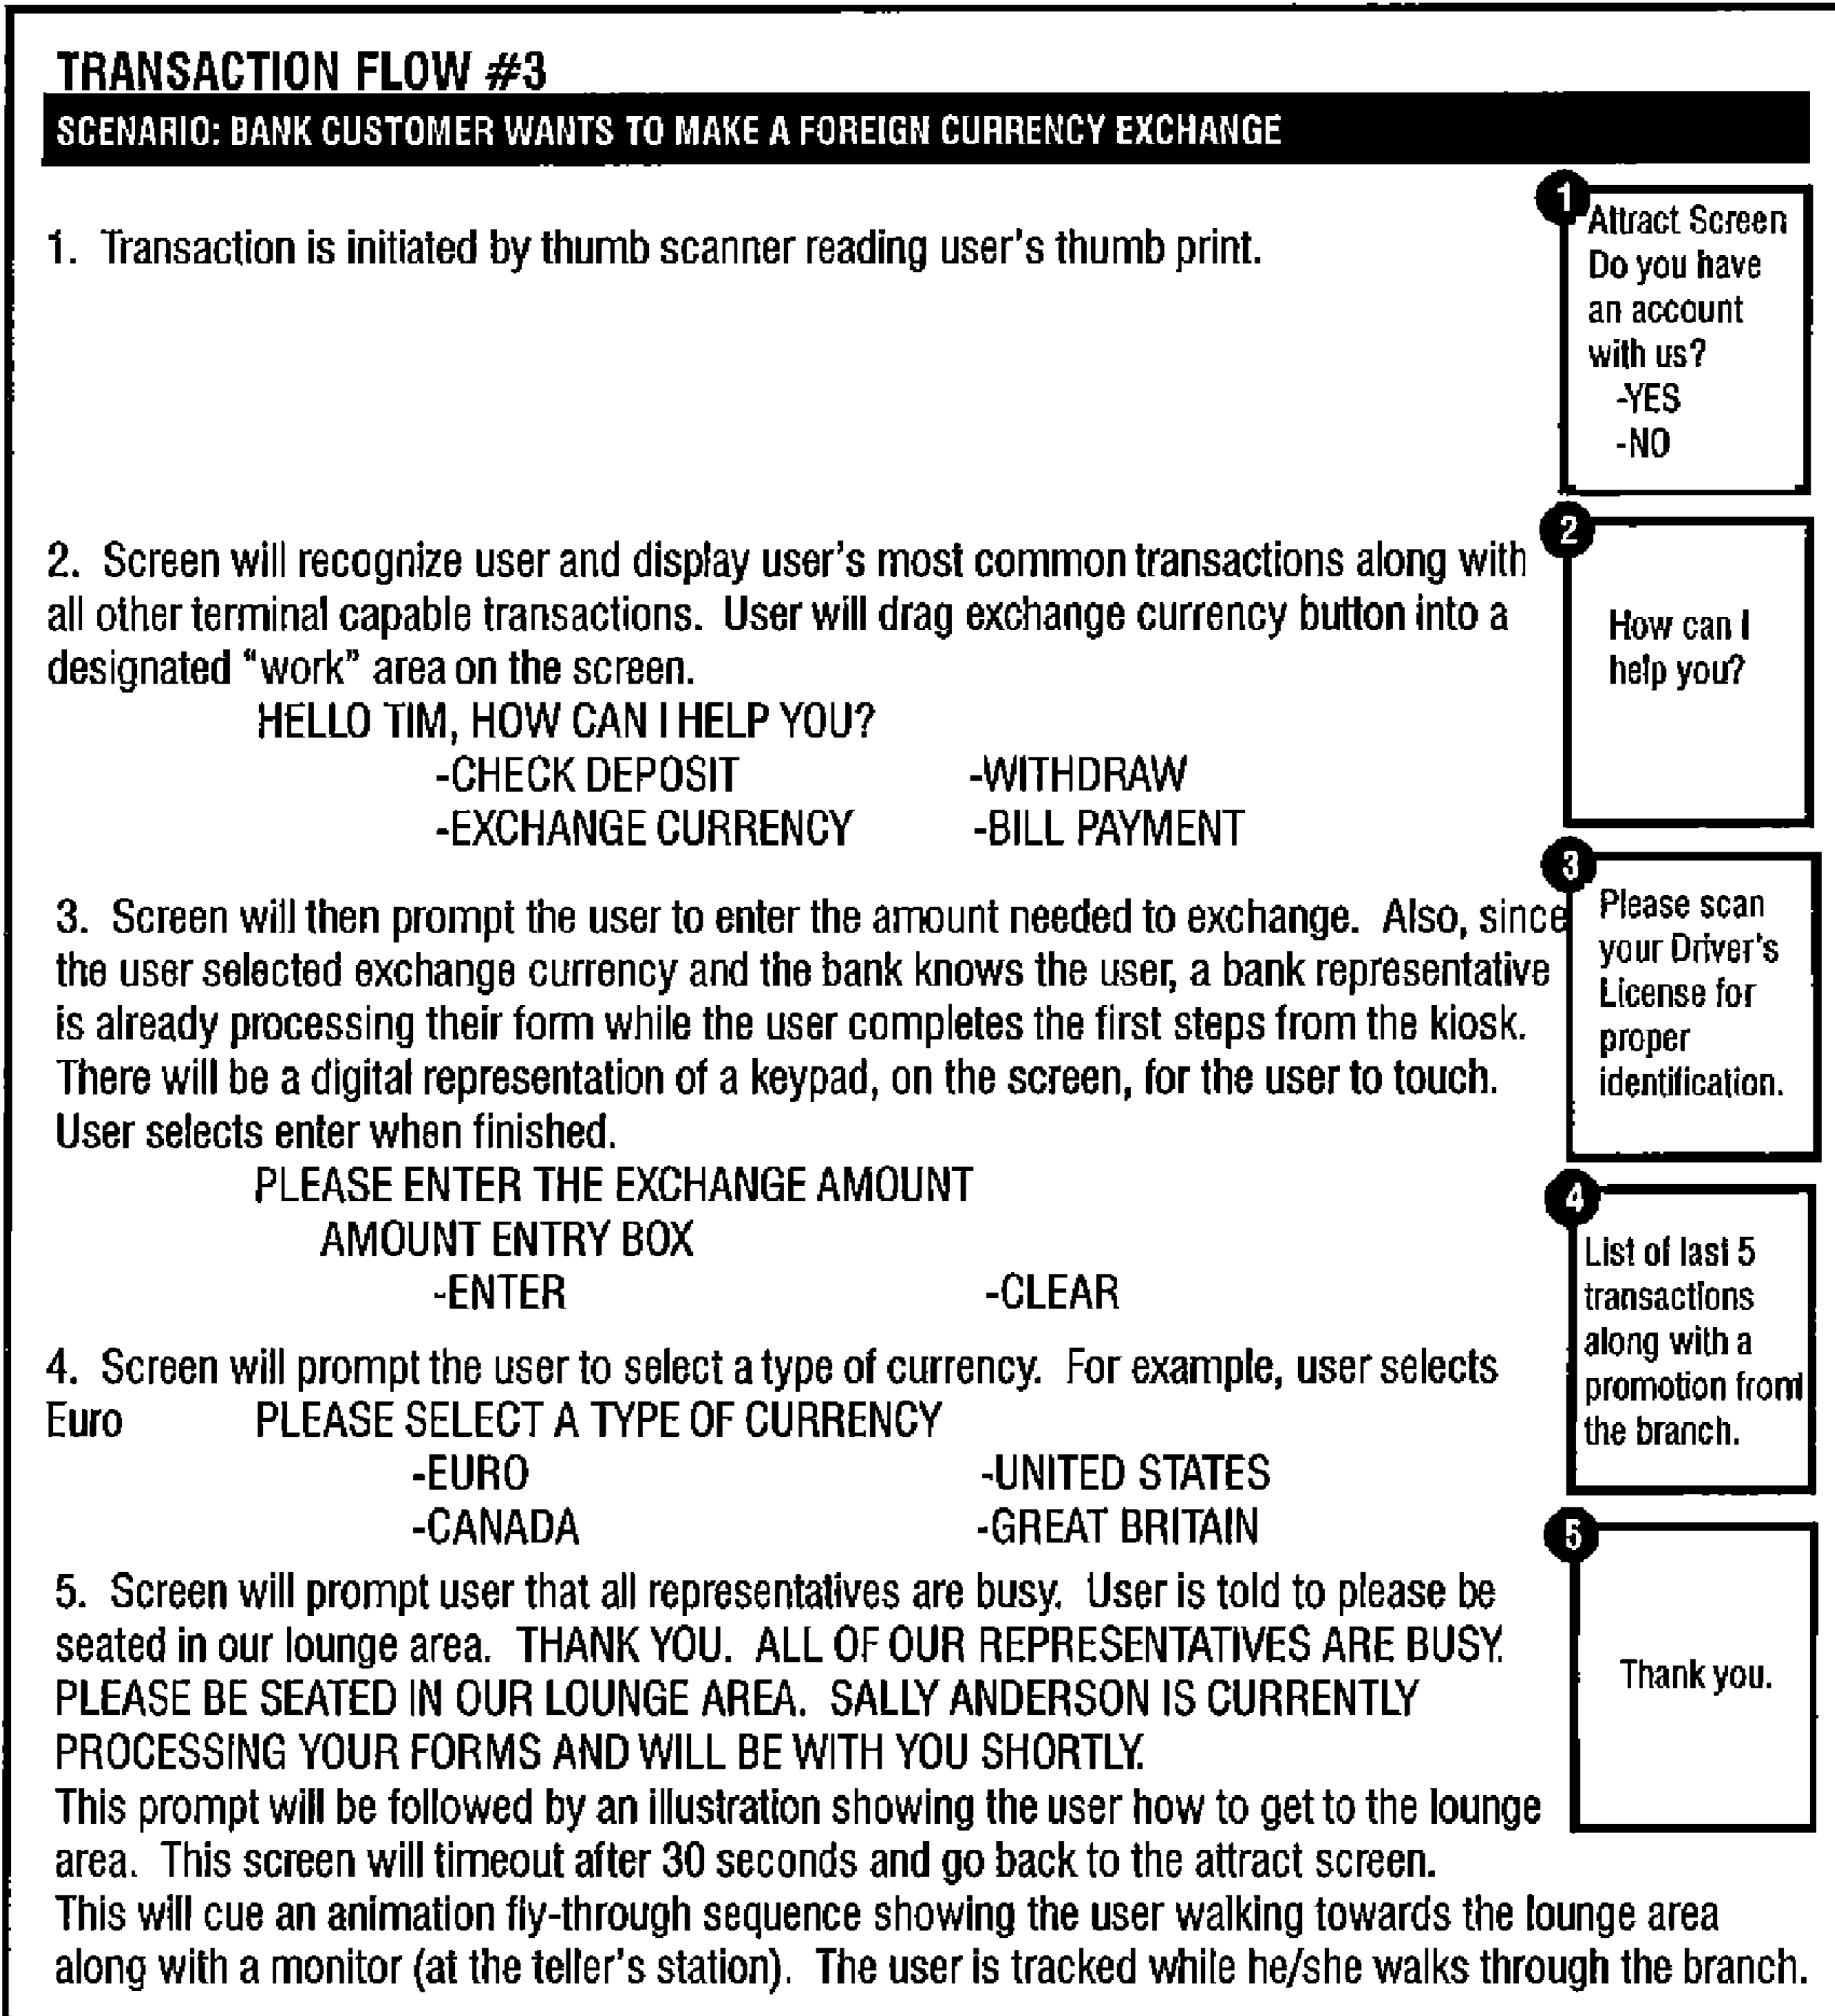 TRANSACTION FLOW #3
SCENARIO: BANK CUSTOMER WANTS TO MAKE A FOREIGN CURRENCY EXCHANGE
1. Transaction is initiated by thumb scanner reading user's thumb print.
1
Attract Screen
Do you have
an account
with us?
-YES
-NO
2. Screen will recognize user and display user's most common transactions along with
all other terminal capable transactions. User will drag exchange currency button into a
designated "work" area on the screen.
HELLO TIM, HOW CAN I HELP YOU?
-CHECK DEPOSIT -WITHDRAW
-EXCHANGE CURRENCY -BILL PAYMENT
2
How can I
help you?
3. Screen will then prompt the user to enter the amount needed to exchange. Also, since
the user selected exchange currency and the bank knows the user, a bank representative
is already processing their form while the user completes the first steps from the kiosk.
There will be a digital representation of a keypad, on the screen, for the user to touch.
User selects enter when finished.
PLEASE ENTER THE EXCHANGE AMOUNT
AMOUNT ENTRY BOX
-ENTER -CLEAR
3
Please scan
your Driver's
License for
proper
identification.
4. Screen will prompt the user to select a type of currency. For example, user selects
Euro PLEASE SELECT A TYPE OF CURRENCY
-EURO -UNITED STATES
-CANADA -GREAT BRITAIN
4
List of last 5
transactions
along with a
promotion from
the branch.
5. Screen will prompt user that all representatives are busy. User is told to please be
seated in our lounge area. THANK YOU. ALL OF OUR REPRESENTATIVES ARE BUSY.
PLEASE BE SEATED IN OUR LOUNGE AREA. SALLY ANDERSON IS CURRENTLY
PROCESSING YOUR FORMS AND WILL BE WITH YOU SHORTLY.
This prompt will be followed by an illustration showing the user how to get to the lounge
area. This screen will timeout after 30 seconds and go back to the attract screen.
This will cue an animation fly-through sequence showing the user walking towards the lounge area
along with a monitor (at the teller's station). The user is tracked while he/she walks through the branch.
5
Thank you.